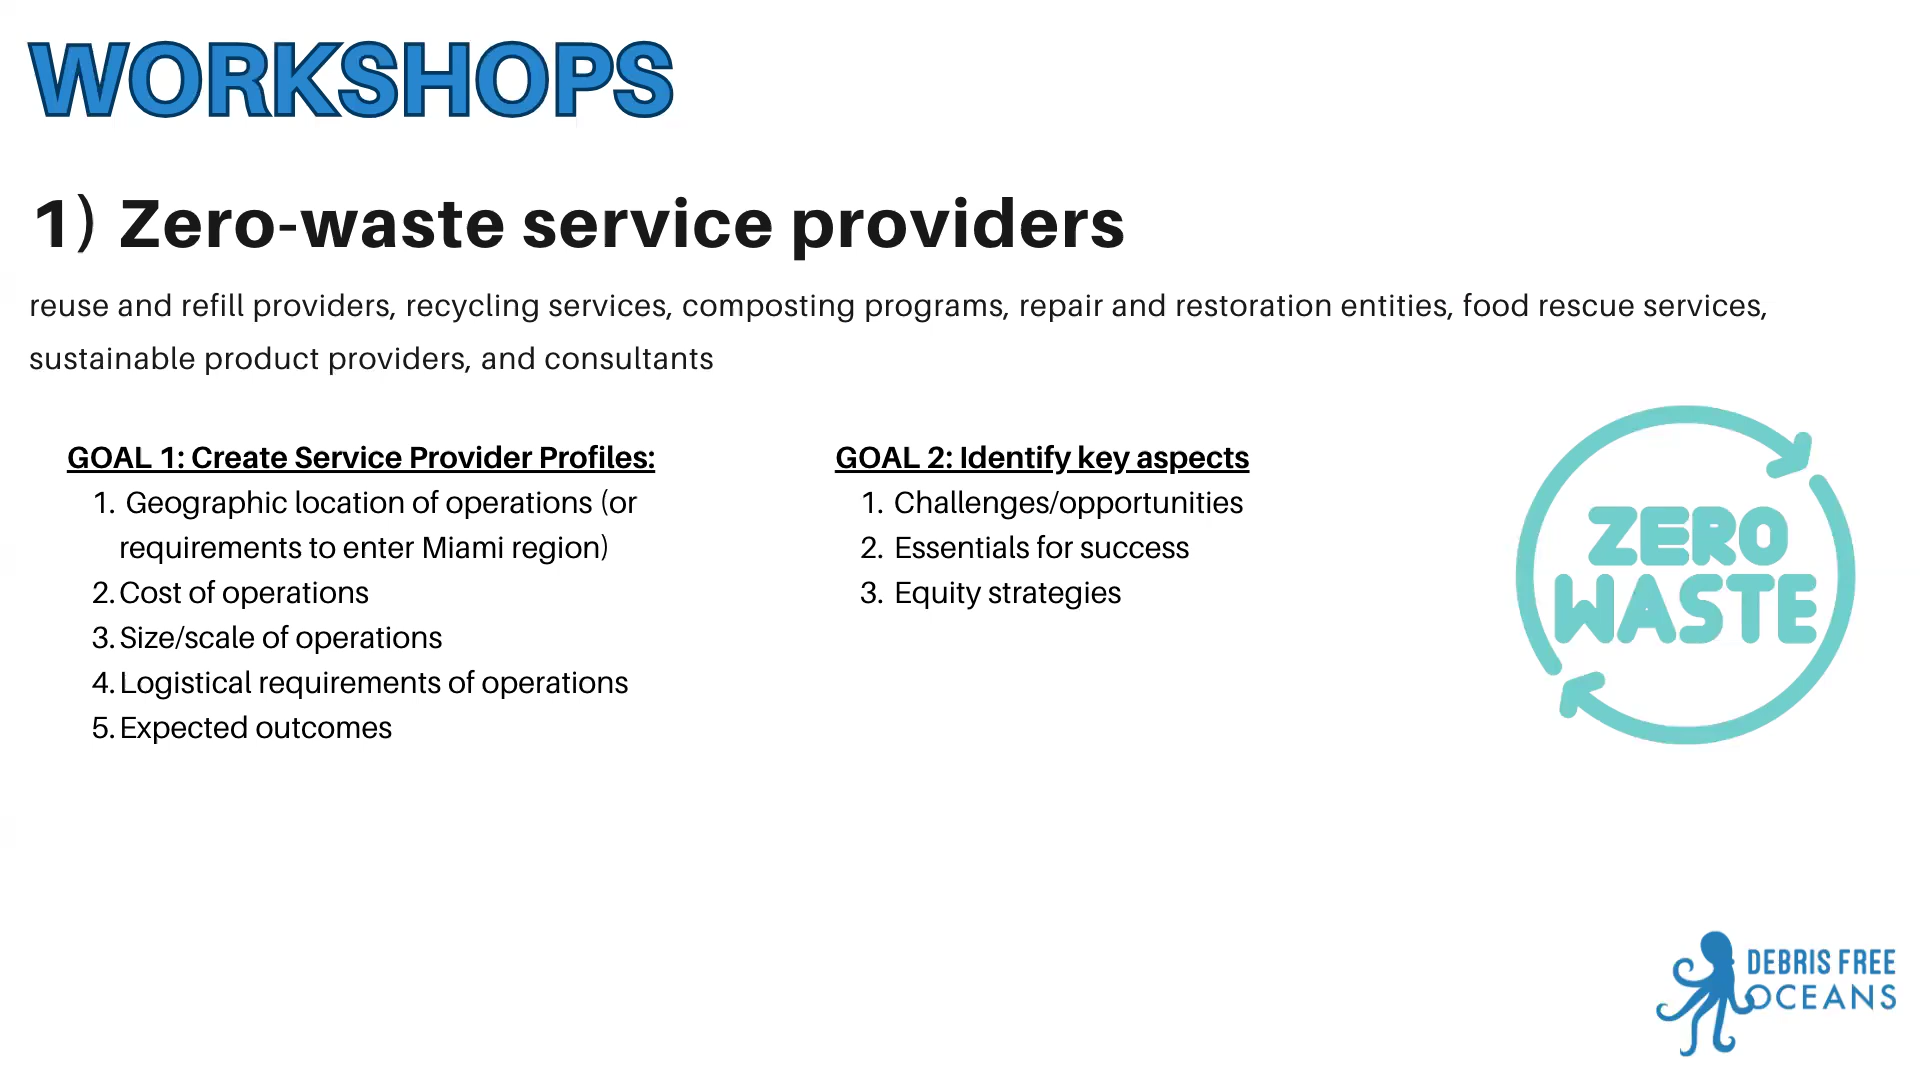 WORKSHOPS
1) Zero-waste service providers
reuse and refill providers, recycling services, composting programs, repair and restoration entities, food rescue services,
sustainable product providers, and consultants
GOAL 1: Create Service Provider Profiles:
1. Geographic location of operations (or
requirements to enter Miami region)
2. Cost of operations
3. Size/scale of operations
4. Logistical requirements of operations
5. Expected outcomes
GOAL 2: Identify key aspects
1. Challenges/opportunities
2. Essentials for success
3. Equity strategies
ZERO
WASTE
DEBRIS FREE
OCEANS